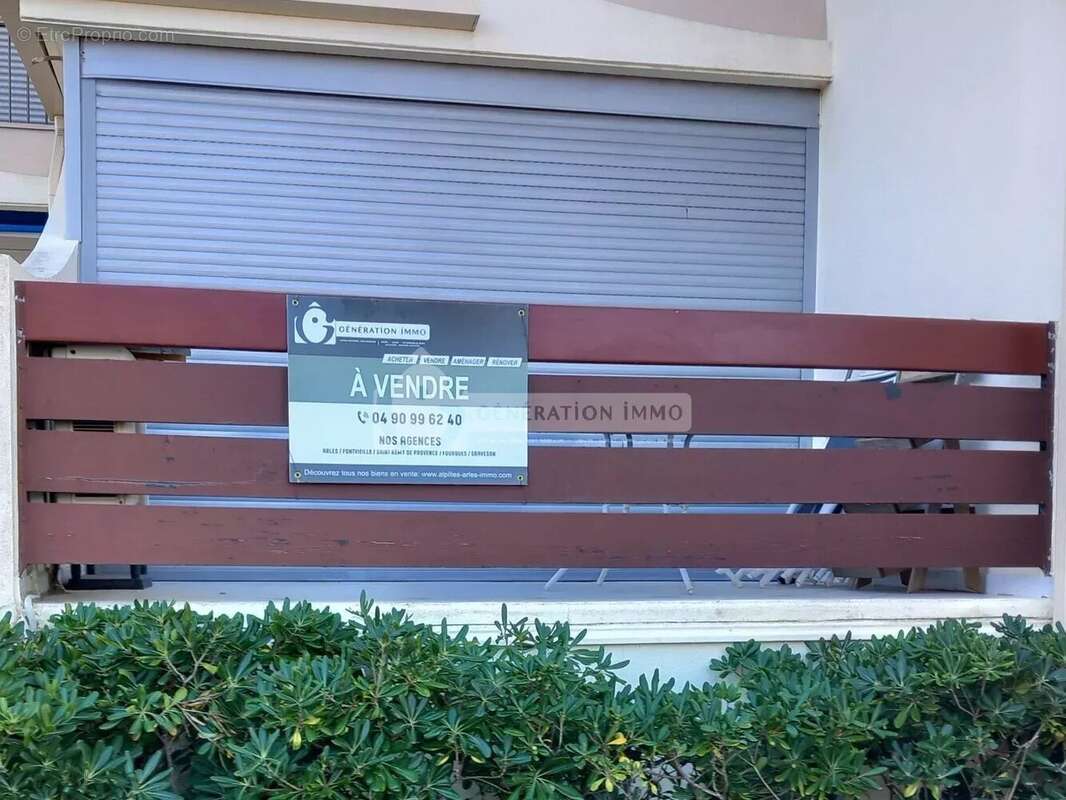 © EtreProprio.com
GÉNÉRATION IMMO
ACHETER VENDRE AMÉNAGER RÉNOVER
À VENDRE
04 90 99 62 40
GÉNÉRATION IMMO
NOS AGENCES
ARLES / FONTVIEILLE / SAINT RÉMY DE PROVENCE / FOURQUES / GRAVESON
Découvrez tous nos biens en vente: www.alpilles-arles-immo.com